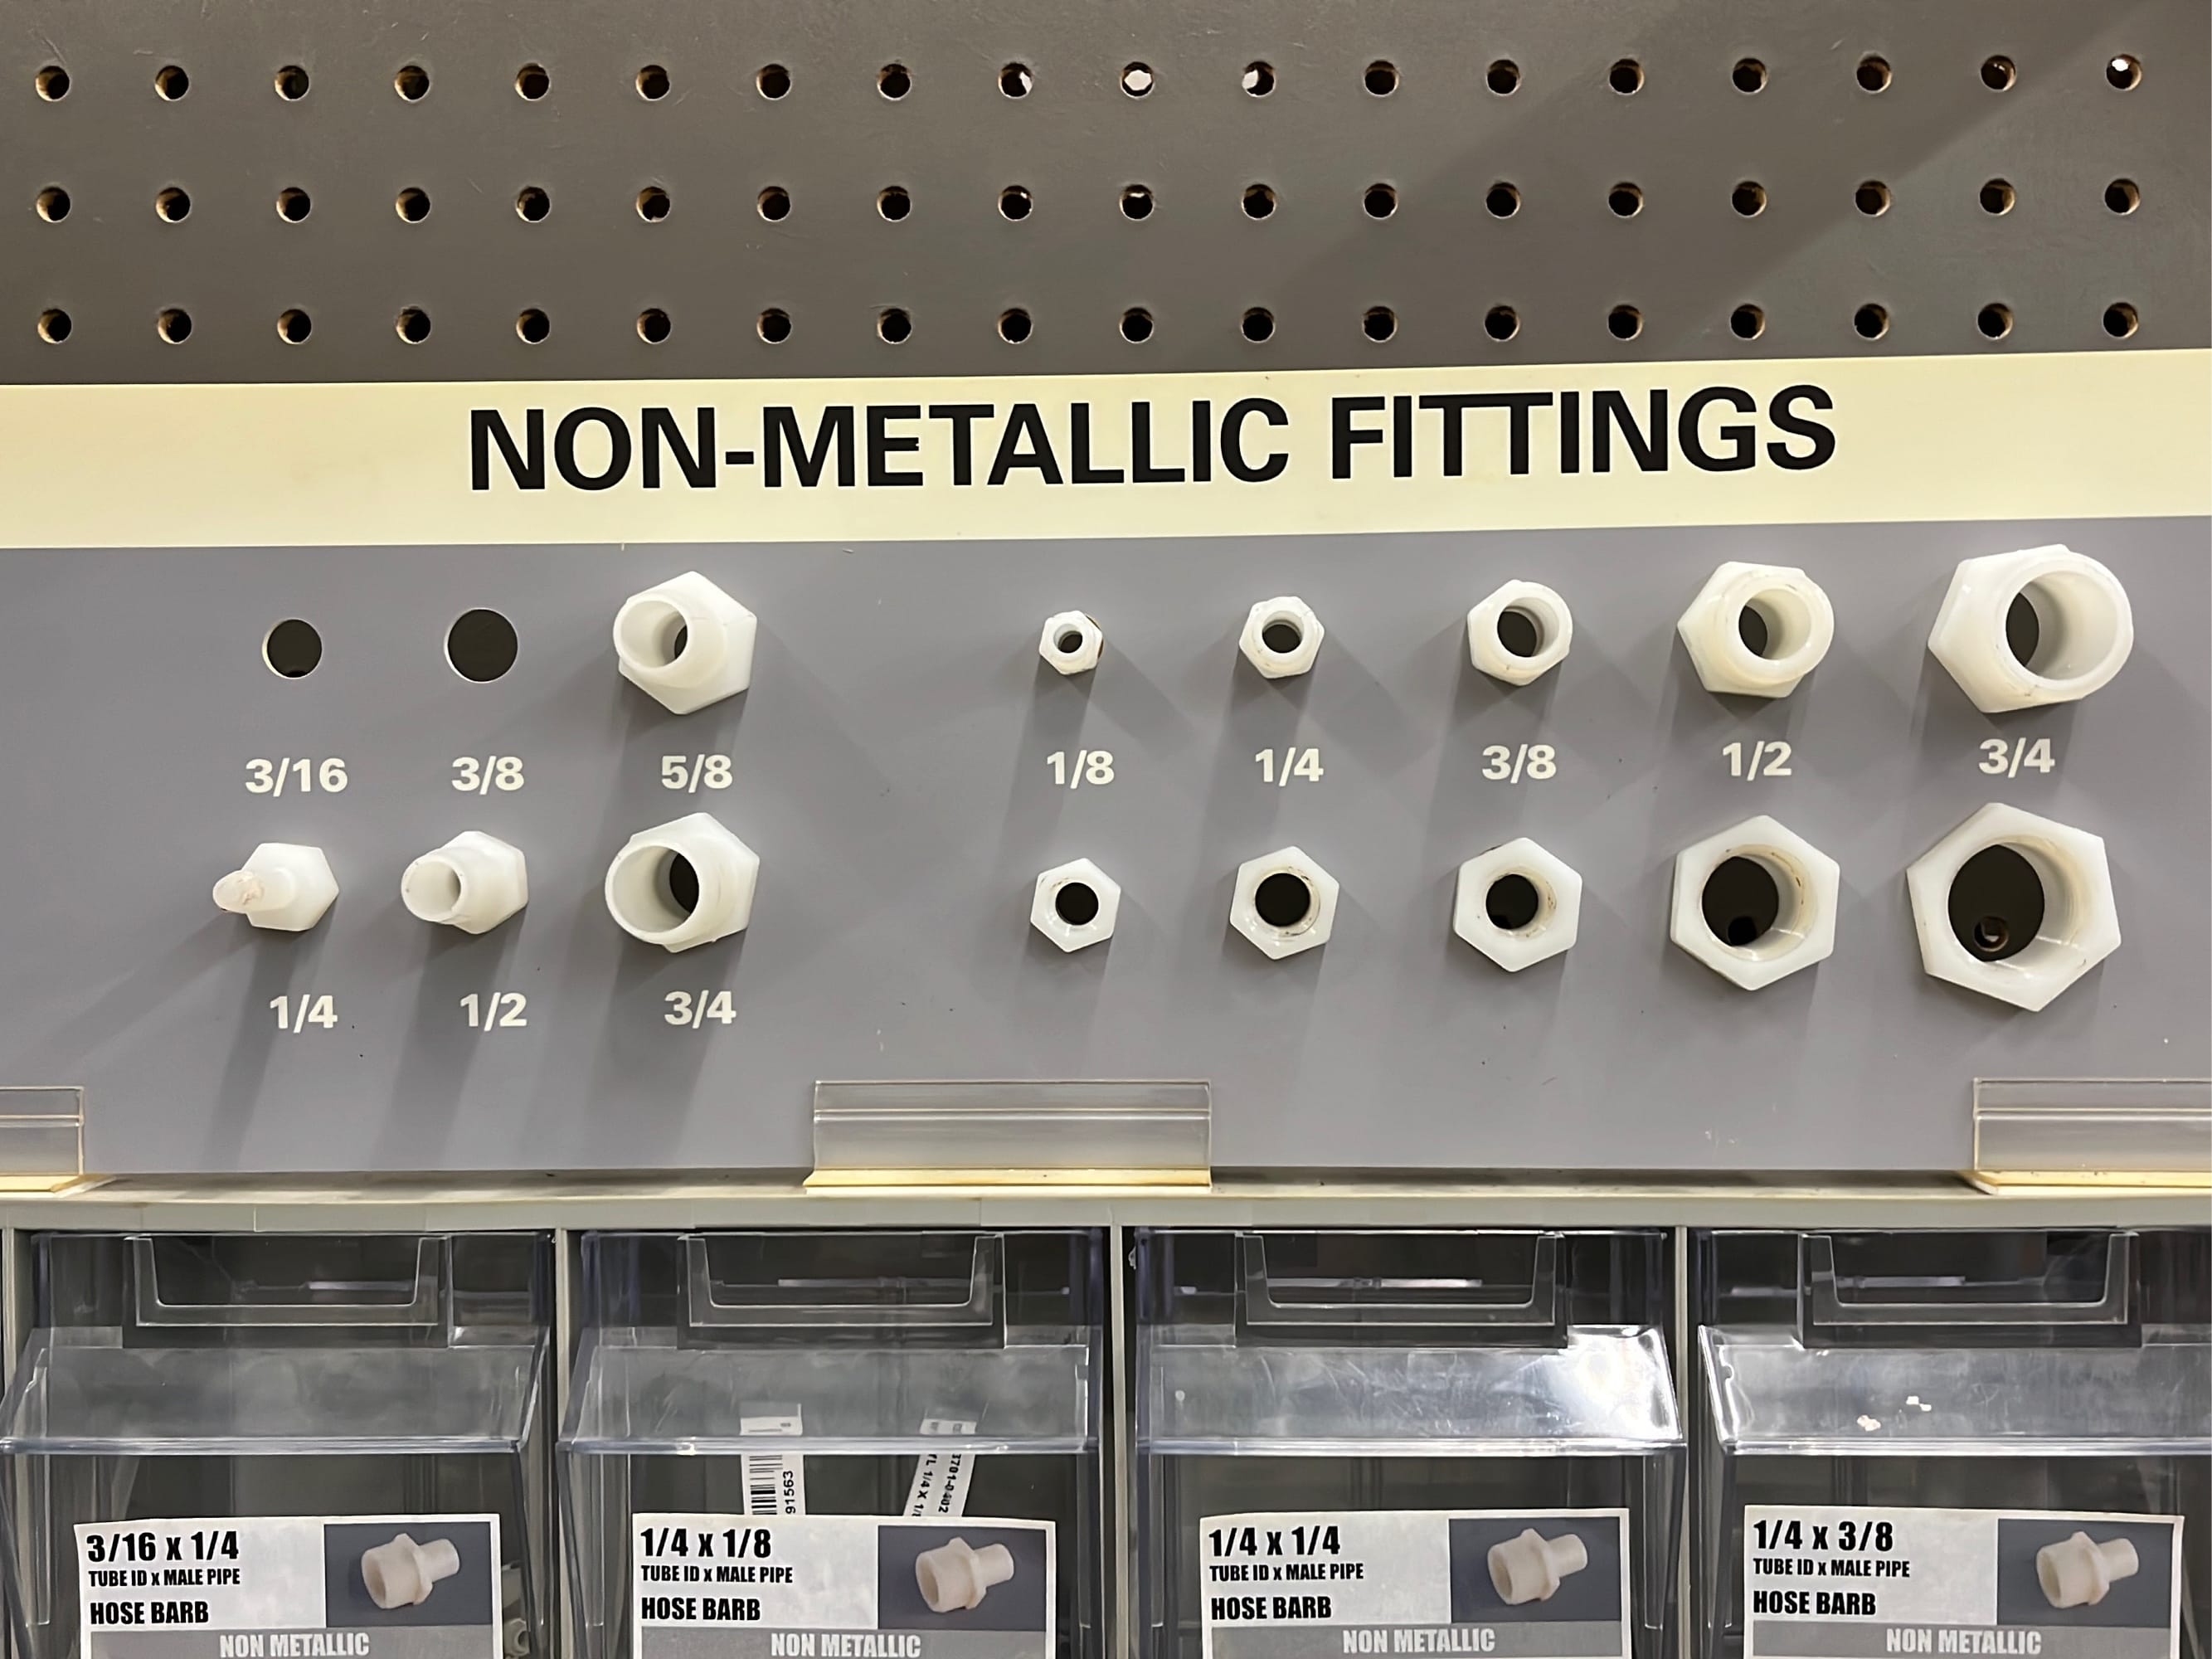 NON-METALLIC FITTINGS
3/16 3/8 5/8 1/8 1/4 3/8 1/2 3/4
1/4 1/2 3/4
91563
3/16 x 1/4
TUBE ID x MALE PIPE
HOSE BARB
NON METALLIC
1/4 x 1/8
TUBE ID x MALE PIPE
HOSE BARB
NON METALLIC
1/4 x 1/4
TUBE ID x MALE PIPE
HOSE BARB
NON METALLIC
1/4 x 3/8
TUBE ID x MALE PIPE
HOSE BARB
NON METALLIC